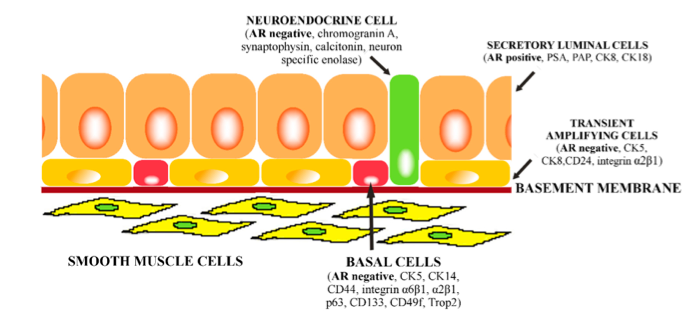 NEUROENDOCRINE CELL
(AR negative, chromogranin A,
synaptophysin, calcitonin, neuron
specific enolase)
SECRETORY LUMINAL CELLS
(AR positive, PSA, PAP, CK8, CK18)
TRANSIENT
AMPLIFYING CELLS
(AR negative, CK5,
CK8,CD24, integrin α2β1)
BASEMENT MEMBRANE
SMOOTH MUSCLE CELLS
BASAL CELLS
(AR negative, CK5, CK14,
CD44, integrin α6β1, α2β1,
p63, CD133, CD49f, Trop2)